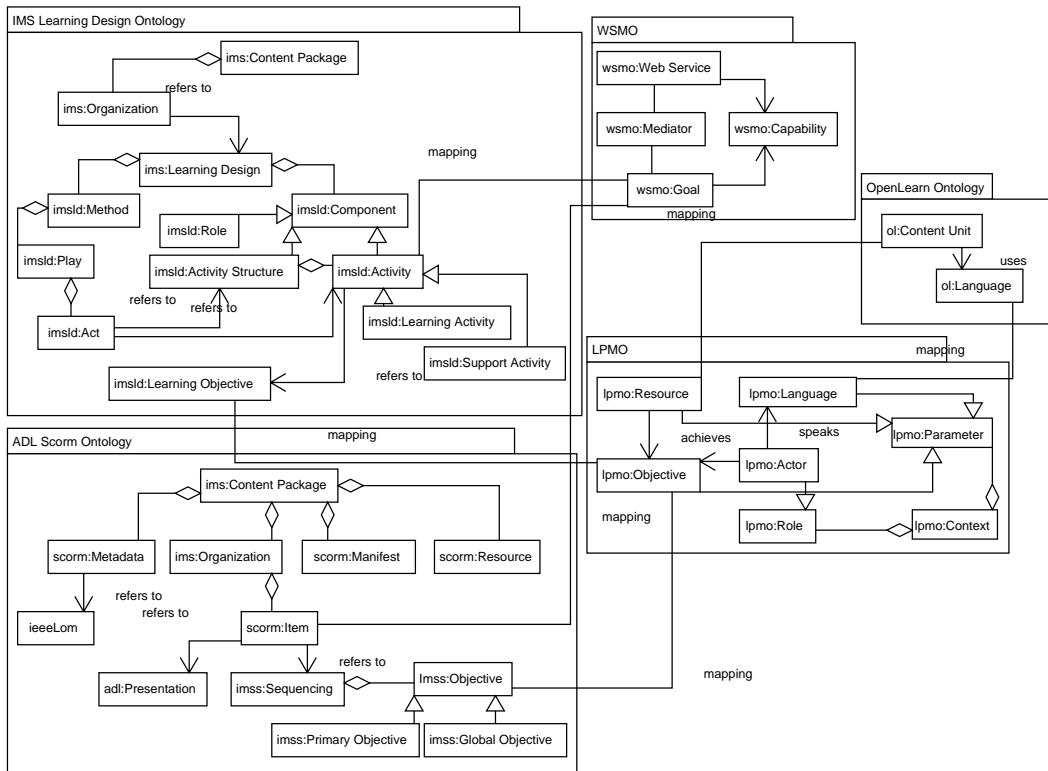 IMS Learning Design Ontology
ims:Content Package
refers to
ims:Organization
ims:Learning Design
imsld:Method
imsld:Component
imsld:Role
imsld:Play
imsld:Activity Structure
imsld:Activity
refers to
refers to
imsld:Act
imsld:Learning Activity
imsld:Support Activity
refers to
imsld:Learning Objective
mapping
WSMO
wsmo:Web Service
wsmo:Mediator
wsmo:Capability
wsmo:Goal
mapping
OpenLearn Ontology
ol:Content Unit
uses
ol:Language
mapping
LPMO
lpmo:Resource
lpmo:Language
achieves
speaks
lpmo:Parameter
lpmo:Objective
lpmo:Actor
lpmo:Role
lpmo:Context
mapping
mapping
ADL Scorm Ontology
ims:Content Package
scorm:Metadata
ims:Organization
scorm:Manifest
scorm:Resource
refers to
refers to
ieeeLom
scorm:Item
refers to
adl:Presentation
imss:Sequencing
Imss:Objective
imss:Primary Objective
imss:Global Objective
mapping